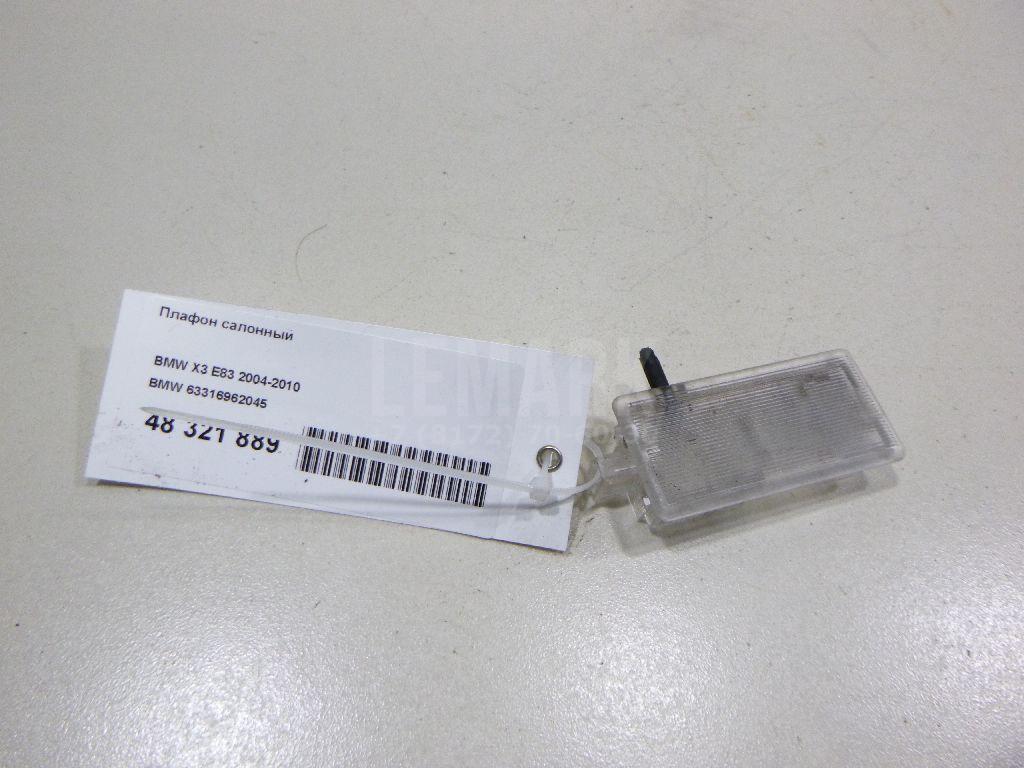 Плафон салонный
BMW X3 E83 2004-2010
BMW 63316962045
48 321 889